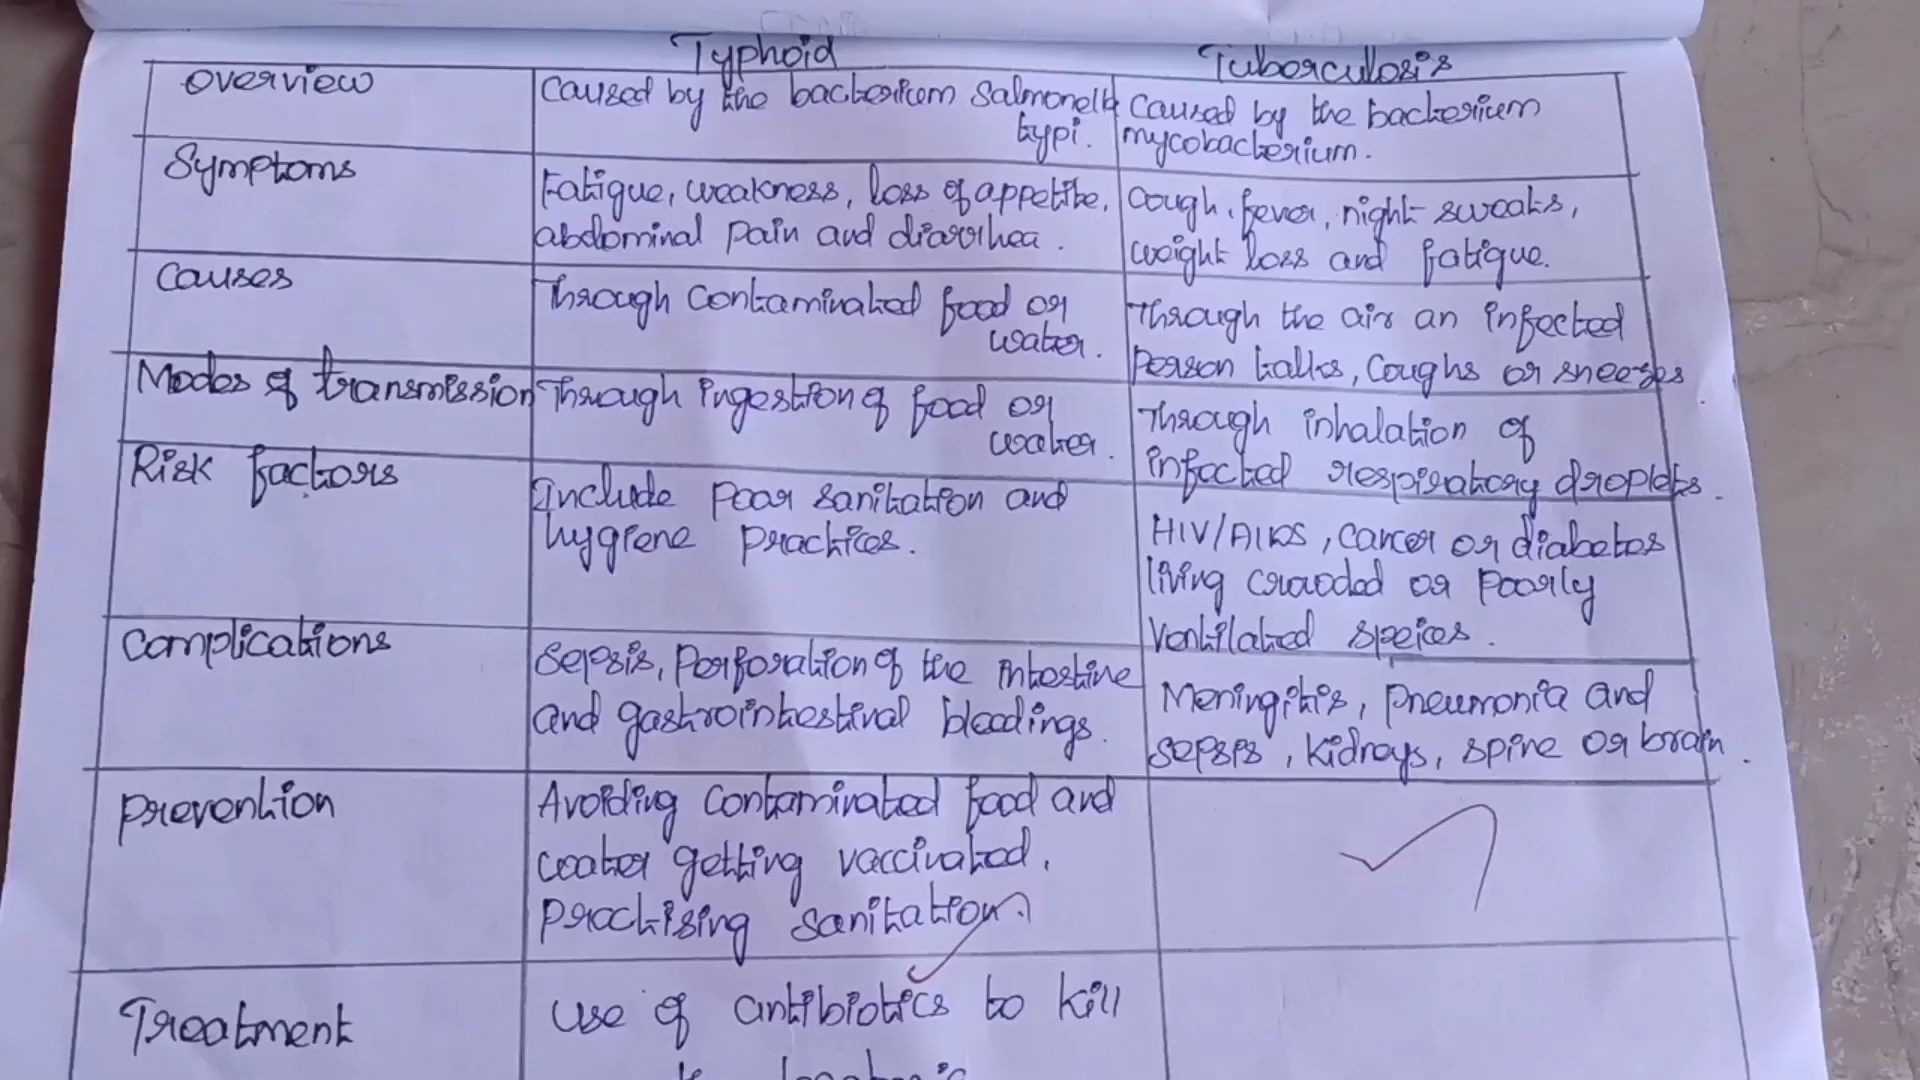 Typhoid Tuberculosis
overview
Caused by the bacterium Salmonella
typi.
Caused by the bacterium
mycobacterium.
Symptoms
Fatigue, weakness, loss of appetite,
abdominal pain and diarrhea.
Cough, fever, night sweats,
weight loss and fatigue.
Causes
Through Contaminated food or
water.
Through the air an infected
person talks, Coughs or sneezes
Modes of transmission
Through ingestion of food or
water.
Through inhalation of
infected respiratory droplets.
Risk factors
Include poor sanitation and
hygiene practices.
HIV/AIDS, cancer or diabetes
living crowded or poorly
Ventilated speices.
Complications
Sepsis, Perforation of the intestine
and gastrointestinal bleedings.
Meningitis, pneumonia and
sepsis, kidneys, spine or brain.
prevention
Avoiding contaminated food and
water getting vaccinated,
practising sanitation.
Treatment
use of antibiotics to kill